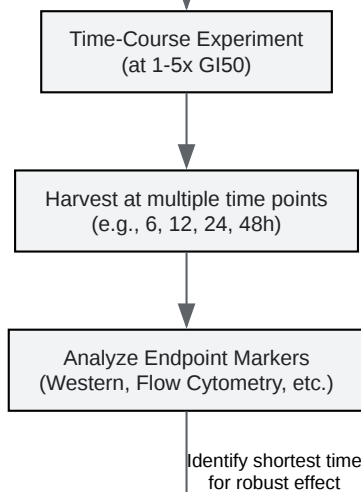 Time-Course Experiment
(at 1-5x GI50)
Harvest at multiple time points
(e.g., 6, 12, 24, 48h)
Analyze Endpoint Markers
(Western, Flow Cytometry, etc.)
Identify shortest time
for robust effect